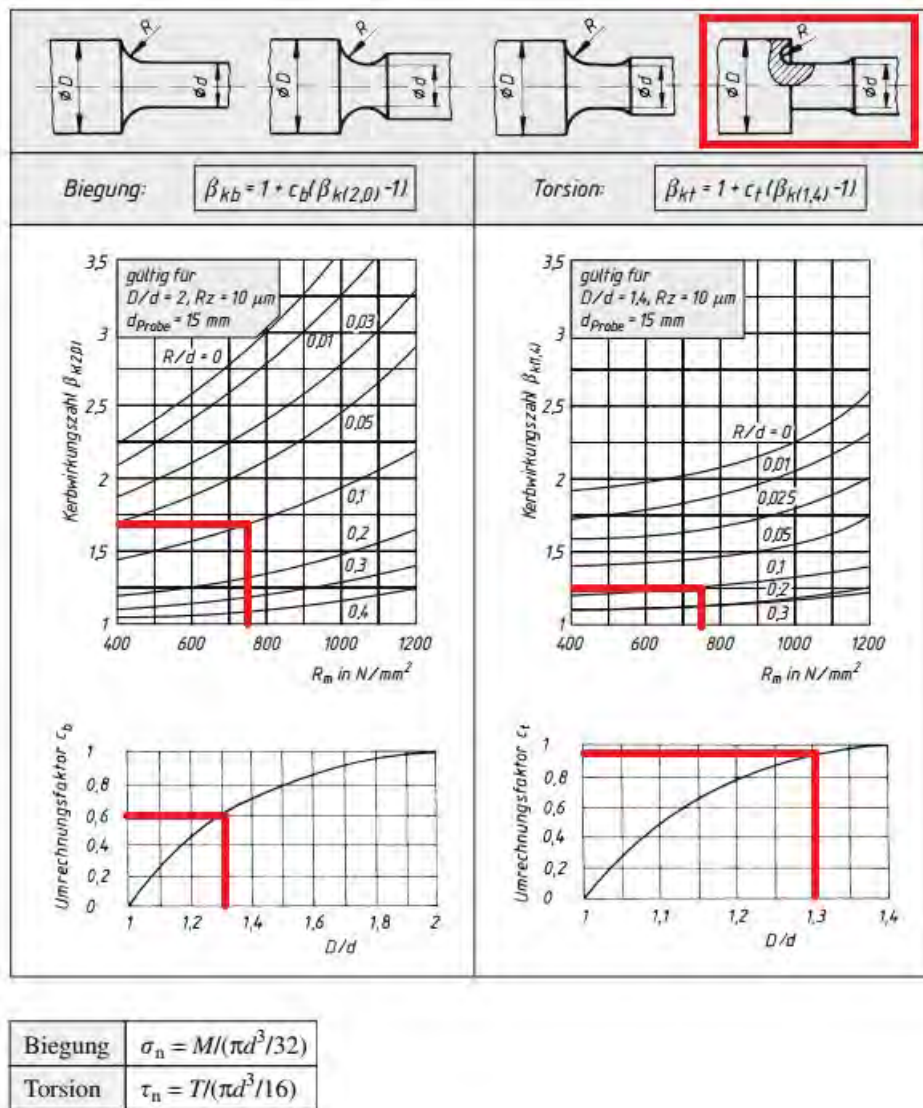 R
R
R
R
ØD
Ød
ØD
Ød
ØD
Ød
ØD
Ød
Biegung: βkb = 1 + cb(βk(2,0) -1)
Torsion: βkt = 1 + ct(βk(1,4) -1)
gültig für
D/d = 2, Rz = 10 µm
dProbe = 15 mm
Kerbwirkungszahl βk(2,0)
3,5
3
2,5
2
1,5
1
R/d = 0
0,01
0,03
0,05
0,1
0,2
0,3
0,4
400 600 800 1000 1200
Rm in N/mm²
gültig für
D/d = 1,4, Rz = 10 µm
dProbe = 15 mm
Kerbwirkungszahl βk(1,4)
3,5
3
2,5
2
1,5
1
R/d = 0
0,01
0,025
0,05
0,1
0,2
0,3
400 600 800 1000 1200
Rm in N/mm²
Umrechnungsfaktor cb
1
0,8
0,6
0,4
0,2
0
1 1,2 1,4 1,6 1,8 2
D/d
Umrechnungsfaktor ct
1
0,8
0,6
0,4
0,2
0
1 1,1 1,2 1,3 1,4
D/d
Biegung σn = M/(πd³/32)
Torsion τn = T/(πd³/16)